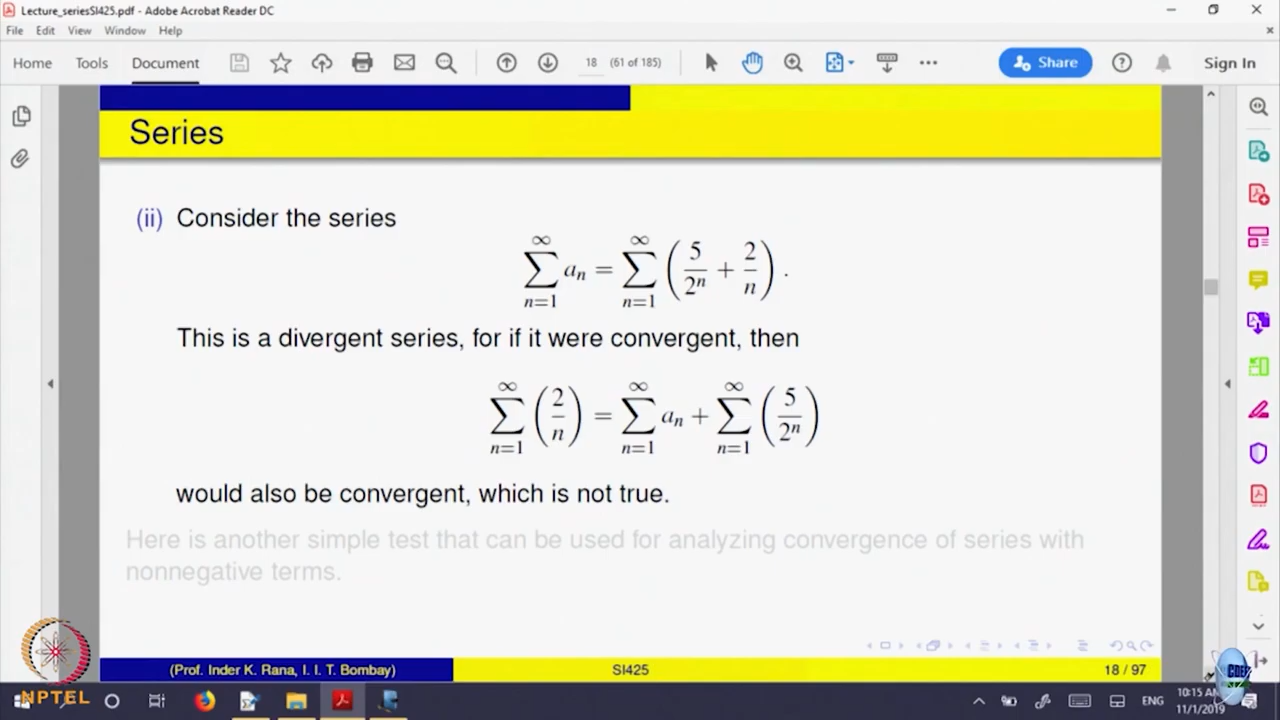 Lecture_seriesSI425.pdf - Adobe Acrobat Reader DC
File Edit View Window Help
Home Tools Document 18 (61 of 185) Share Sign In
Series
(ii) Consider the series
∑_{n=1}^{∞} a_n = ∑_{n=1}^{∞} (5/2^n + 2/n).
This is a divergent series, for if it were convergent, then
∑_{n=1}^{∞} (2/n) = ∑_{n=1}^{∞} a_n + ∑_{n=1}^{∞} (5/2^n)
would also be convergent, which is not true.
Here is another simple test that can be used for analyzing convergence of series with
nonnegative terms.
(Prof. Inder K. Rana, I. I. T. Bombay) SI425 18 / 97
NPTEL
ENG
10:15 AM
11/1/2019
CDEEP